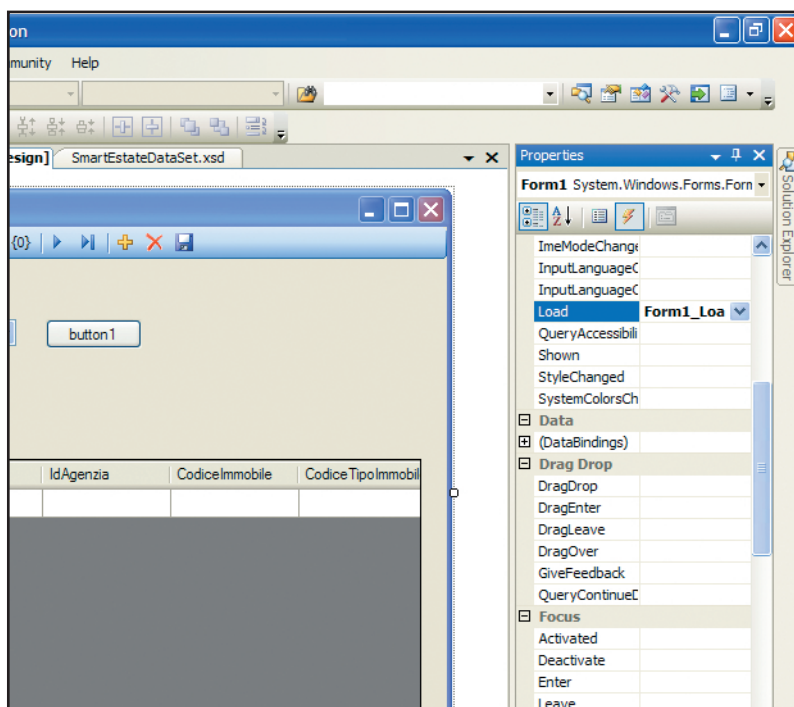 on
munity Help
esign] SmartEstateDataSet.xsd
{0}
button1
IdAgenzia CodiceImmobile CodiceTipoImmobil
Properties
Form1 System.Windows.Forms.Forn
ImeModeChange
InputLanguageC
InputLanguageC
Load Form1_Loa
QueryAccessibili
Shown
StyleChanged
SystemColorsCh
Data
(DataBindings)
Drag Drop
DragDrop
DragEnter
DragLeave
DragOver
GiveFeedback
QueryContinueD
Focus
Activated
Deactivate
Enter
Leave
Solution Explorer